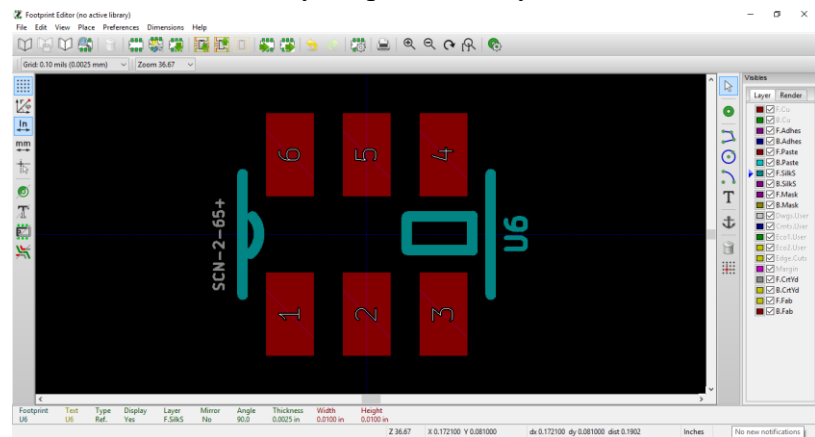 Footprint Editor (no active library)
File Edit View Place Preferences Dimensions Help
Grid: 0.10 mils (0.0025 mm) Zoom 36.67
In
mm
6 5 4
SCN-2-65+
U6
1 2 3
T
Visibles
Layer Render
F.Cu
B.Cu
F.Adhes
B.Adhes
F.Paste
B.Paste
F.SilkS
B.SilkS
F.Mask
B.Mask
Dwgs.User
Cmts.User
Eco1.User
Eco2.User
Edge.Cuts
Margin
F.CrtYd
B.CrtYd
F.Fab
B.Fab
Footprint Text Type Display Layer Mirror Angle Thickness Width Height
U6 U6 Ref. Yes F.SilkS No 90.0 0.0025 in 0.0100 in 0.0100 in
Z 36.67 X 0.172100 Y 0.081000 dx 0.172100 dy 0.081000 dist 0.1902 Inches No new notifications